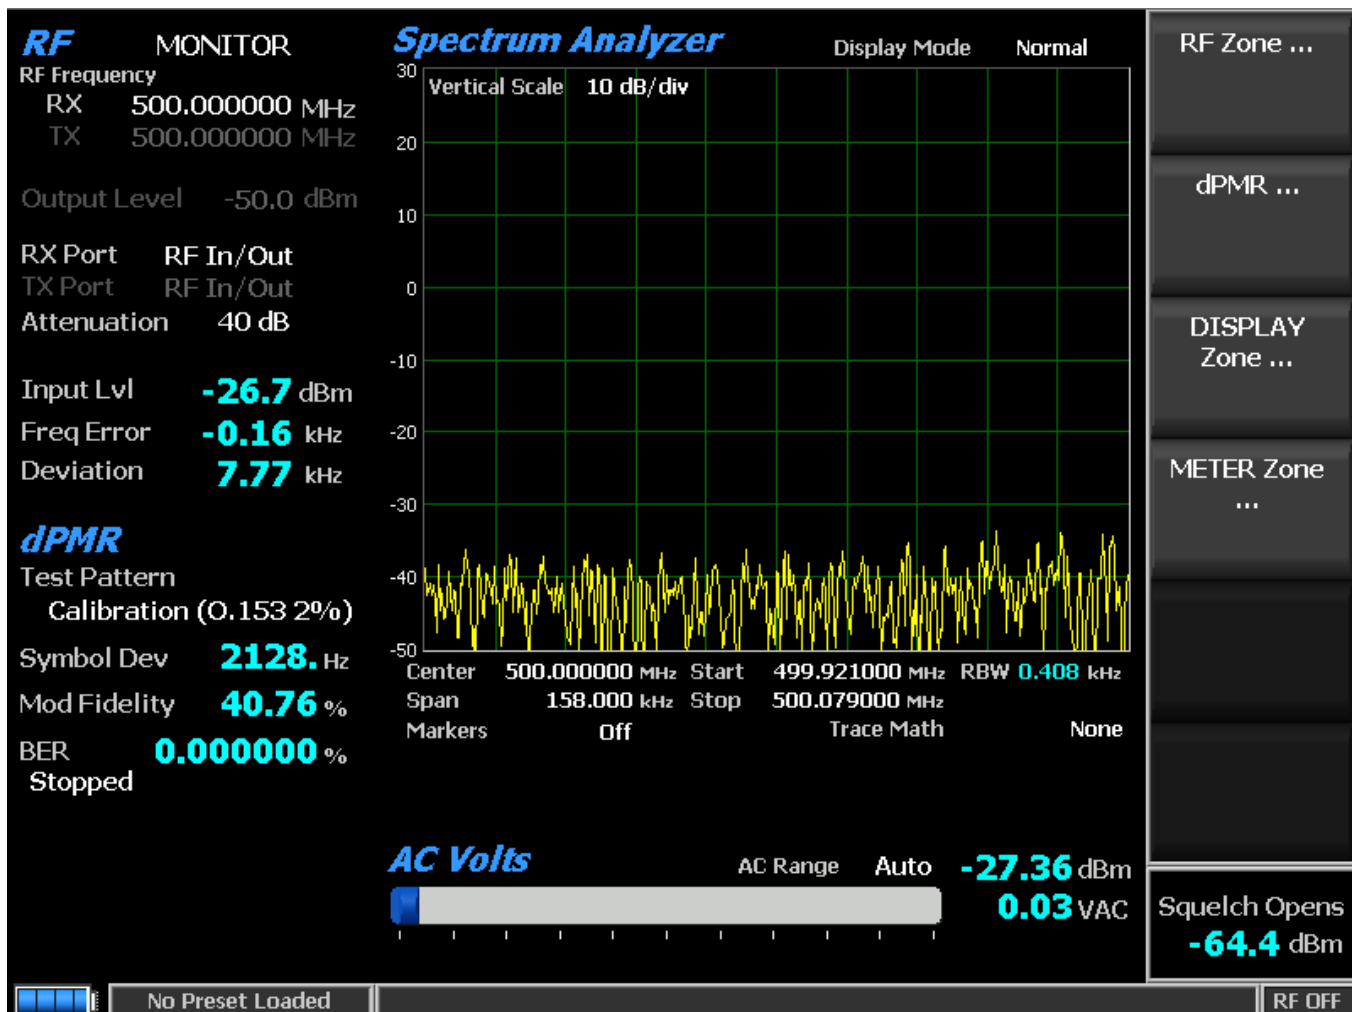 RF MONITOR
RF Frequency
RX 500.000000 MHz
TX 500.000000 MHz
Output Level -50.0 dBm
RX Port RF In/Out
TX Port RF In/Out
Attenuation 40 dB
Input Lvl -26.7 dBm
Freq Error -0.16 kHz
Deviation 7.77 kHz
dPMR
Test Pattern
Calibration (O.153 2%)
Symbol Dev 2128. Hz
Mod Fidelity 40.76 %
BER 0.000000 %
Stopped
Spectrum Analyzer Display Mode Normal
Vertical Scale 10 dB/div
30
20
10
0
-10
-20
-30
-40
-50
Center 500.000000 MHz Start 499.921000 MHz RBW 0.408 kHz
Span 158.000 kHz Stop 500.079000 MHz
Markers Off Trace Math None
AC Volts AC Range Auto -27.36 dBm
0.03 VAC
RF Zone ...
dPMR ...
DISPLAY
Zone ...
METER Zone
...
Squelch Opens
-64.4 dBm
No Preset Loaded
RF OFF